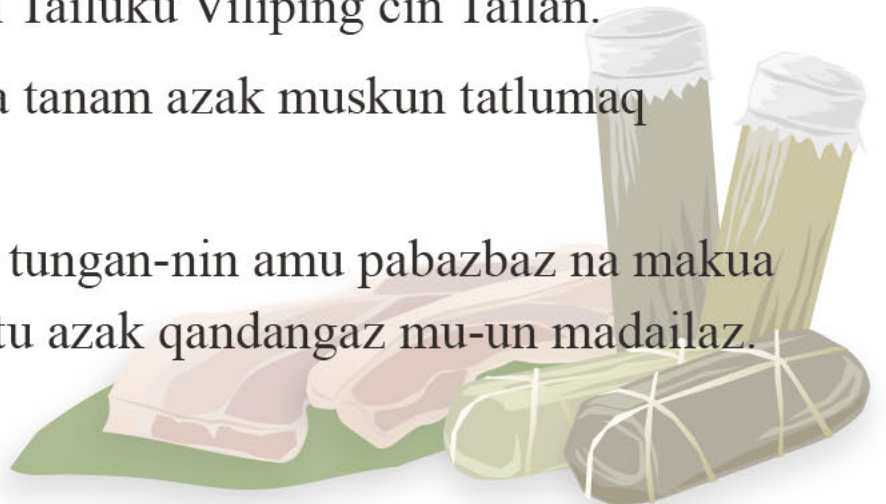 Tailuku Viliping cin Tailan.
tanam azak muskun tatlumaq
tungan-nin amu pabazbaz na makua
tu azak qandangaz mu-un madailaz.